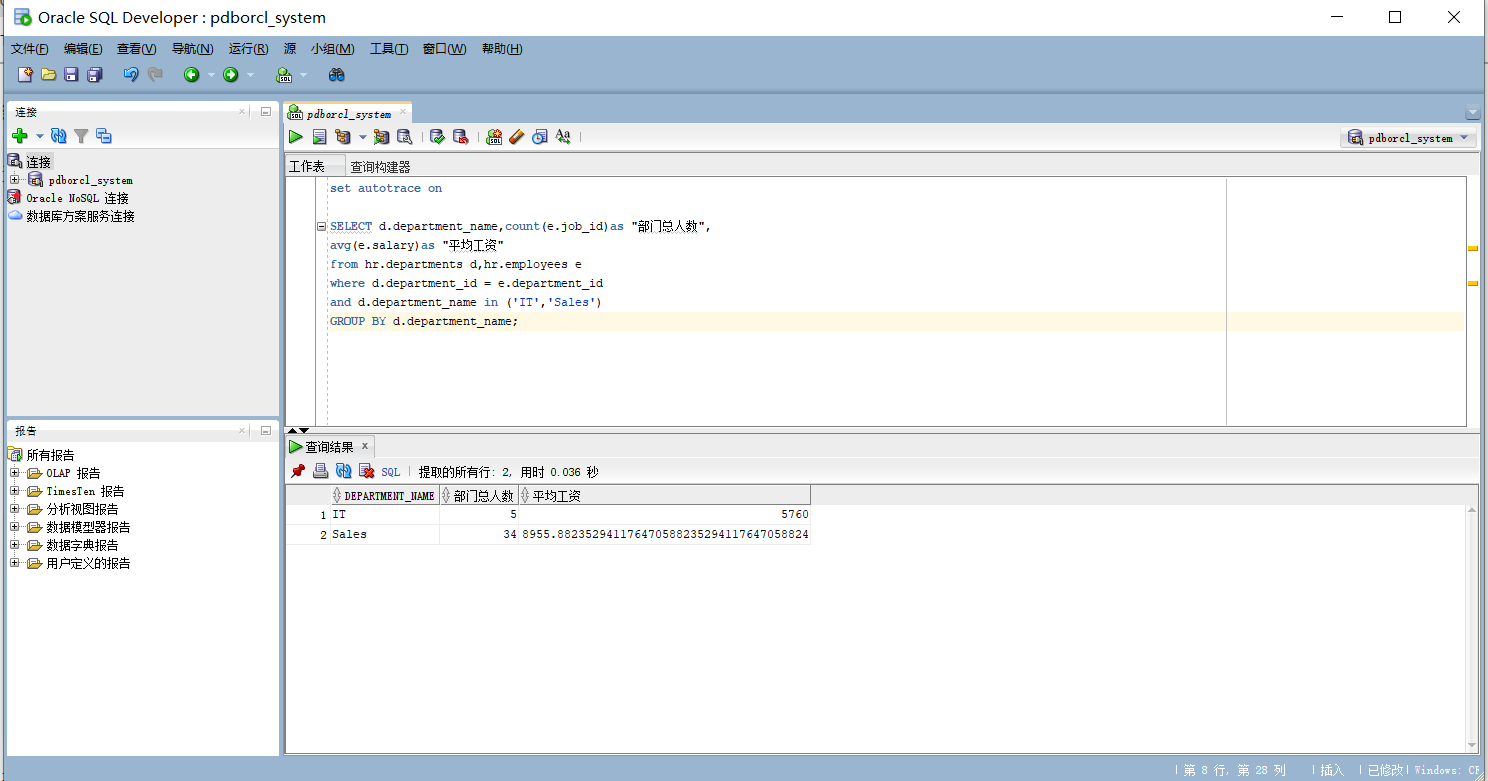 Oracle SQL Developer : pdborcl_system
文件(F) 编辑(E) 查看(V) 导航(N) 运行(R) 源 小组(M) 工具(T) 窗口(W) 帮助(H)
连接
连接
pdborcl_system
Oracle NoSQL 连接
数据库方案服务连接
报告
所有报告
OLAP 报告
TimesTen 报告
分析视图报告
数据模型器报告
数据字典报告
用户定义的报告
pdborcl_system
pdborcl_system
工作表 查询构建器
set autotrace on
SELECT d.department_name,count(e.job_id)as "部门总人数",
avg(e.salary)as "平均工资"
from hr.departments d,hr.employees e
where d.department_id = e.department_id
and d.department_name in ('IT','Sales')
GROUP BY d.department_name;
查询结果 x
SQL | 提取的所有行: 2, 用时 0.036 秒
DEPARTMENT_NAME 部门总人数 平均工资
1 IT 5 5760
2 Sales 34 8955.88235294117647058823529411764705882​4
| 第 8 行, 第 28 列 | 插入 | 已修改| Windows: CF